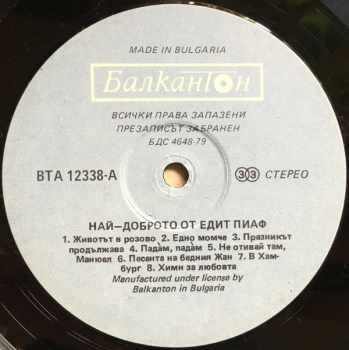 MADE IN BULGARIA
Балкантон
ВСИЧКИ ПРАВА ЗАПАЗЕНИ
ПРЕЗАПИСЪТ ЗАБРАНЕН
БДС 4648-79
ВТА 12338-А
33 СТЕРЕО
НАЙ—ДОБРОТО ОТ ЕДИТ ПИАФ
1. Животът в розово 2. Едно момче 3. Празникът
продължава 4. Падам, падам 5. Не отивай там,
Манюел 6. Песента на бедния Жан 7. В Хам-
бург 8. Химн за любовта
Manufactured under license by
Balkanton in Bulgaria